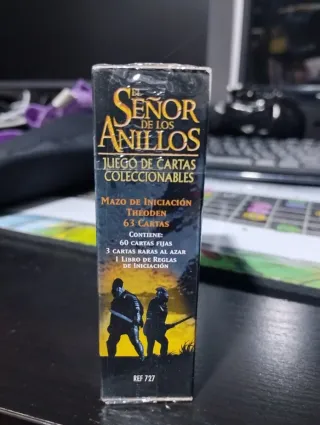 EL
SEÑOR
DE LOS
ANILLOS
JUEGO DE CARTAS
COLECCIONABLES
MAZO DE INICIACIÓN
THÉODEN
63 CARTAS
CONTIENE:
60 CARTAS FIJAS
3 CARTAS RARAS AL AZAR
1 LIBRO DE REGLAS
DE INICIACIÓN
REF 727